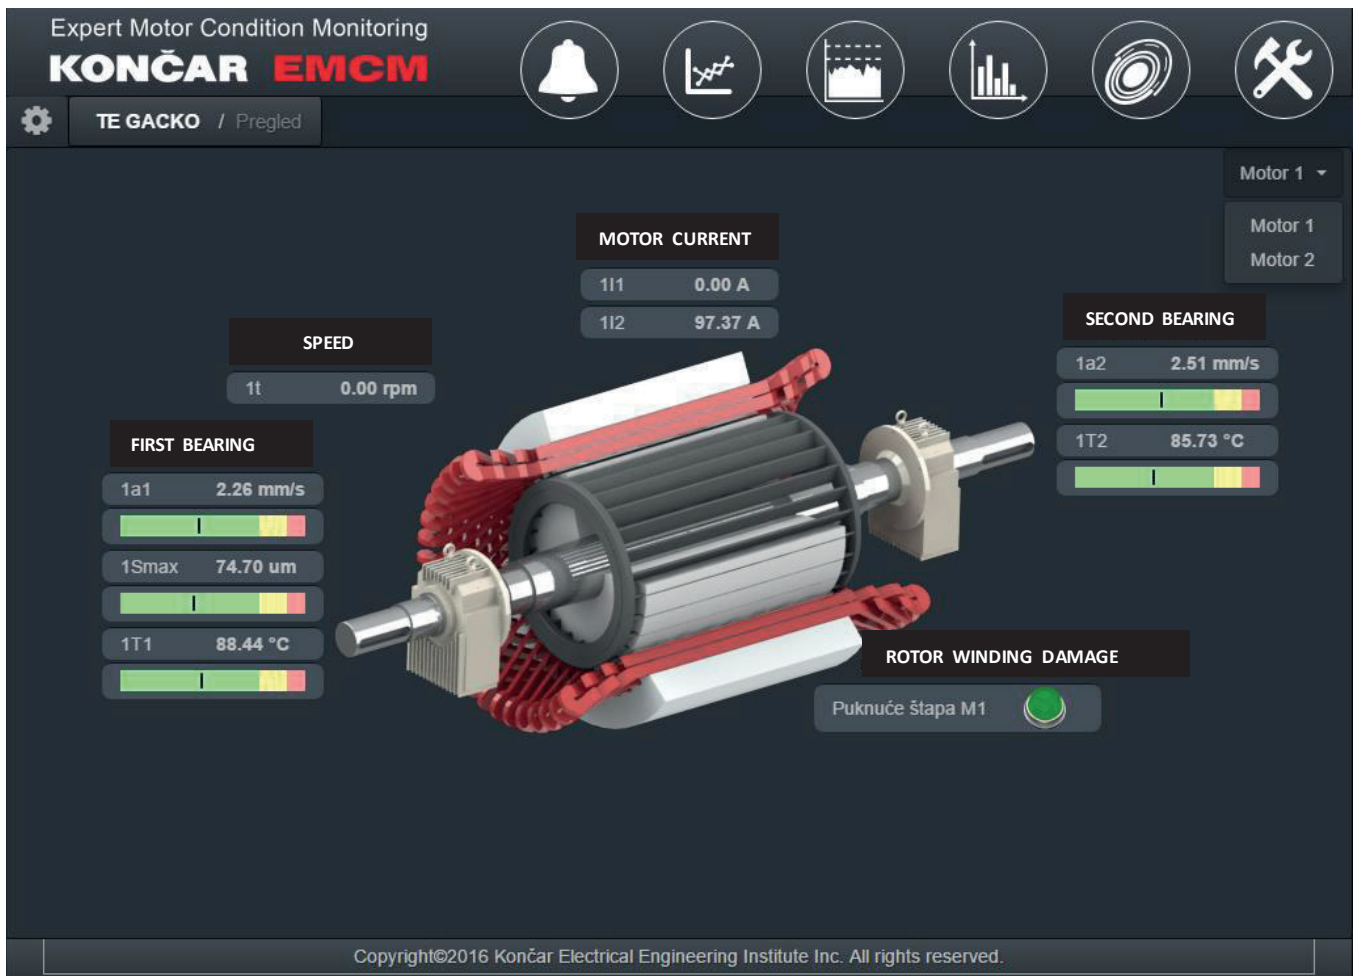 Expert Motor Condition Monitoring
KONČAR EMCM
TE GACKO / Pregled
Motor 1
Motor 1
Motor 2
MOTOR CURRENT
1I1 0.00 A
1I2 97.37 A
SPEED
1t 0.00 rpm
SECOND BEARING
1a2 2.51 mm/s
1T2 85.73 °C
FIRST BEARING
1a1 2.26 mm/s
1Smax 74.70 um
1T1 88.44 °C
ROTOR WINDING DAMAGE
Puknuće štapa M1
Copyright©2016 Končar Electrical Engineering Institute Inc. All rights reserved.